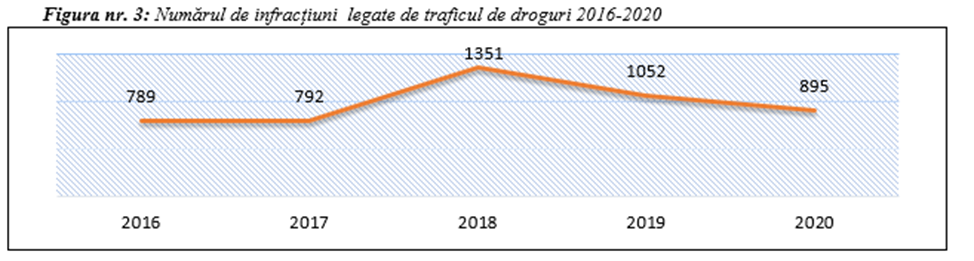 Figura nr. 3: Numărul de infracțiuni legate de traficul de droguri 2016-2020
1351
1052
895
789
792
2016 2017 2018 2019 2020